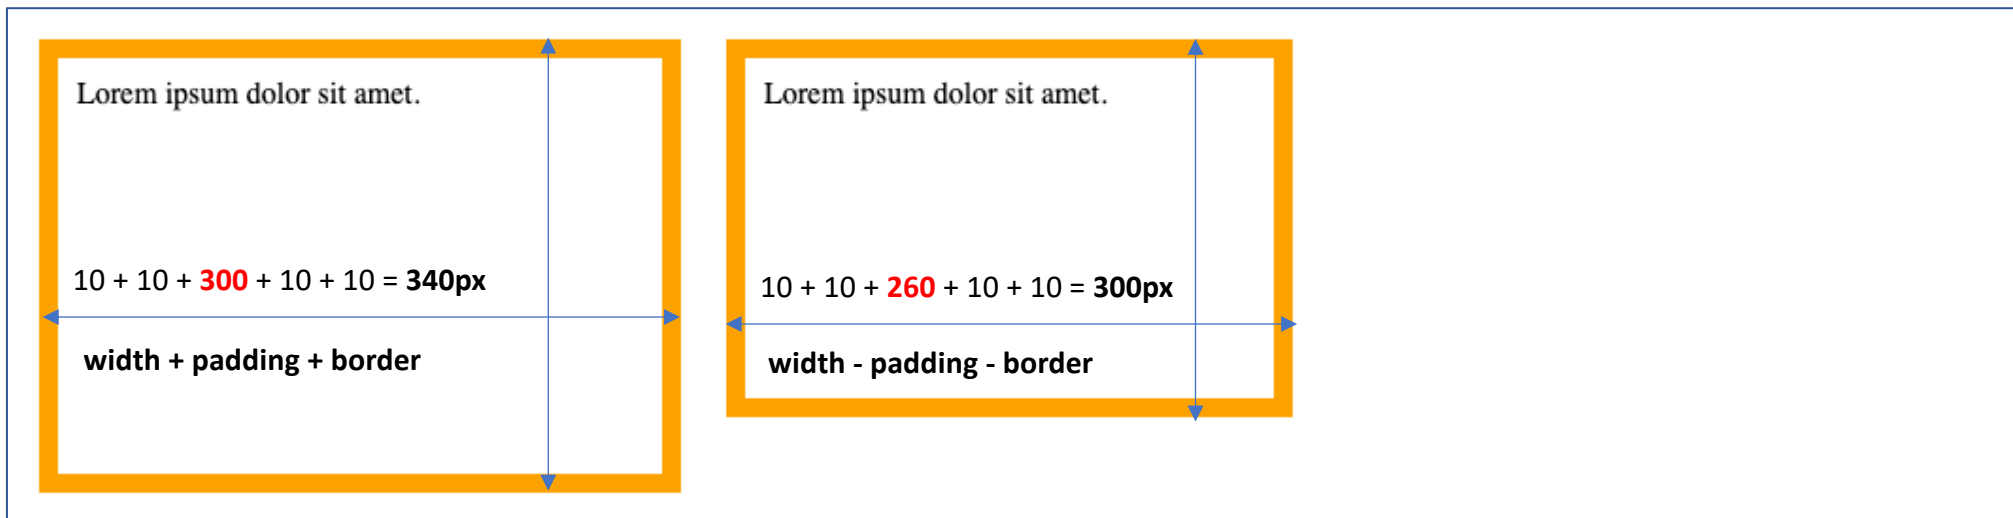 Lorem ipsum dolor sit amet.
10 + 10 + 300 + 10 + 10 = 340px
width + padding + border
Lorem ipsum dolor sit amet.
10 + 10 + 260 + 10 + 10 = 300px
width - padding - border